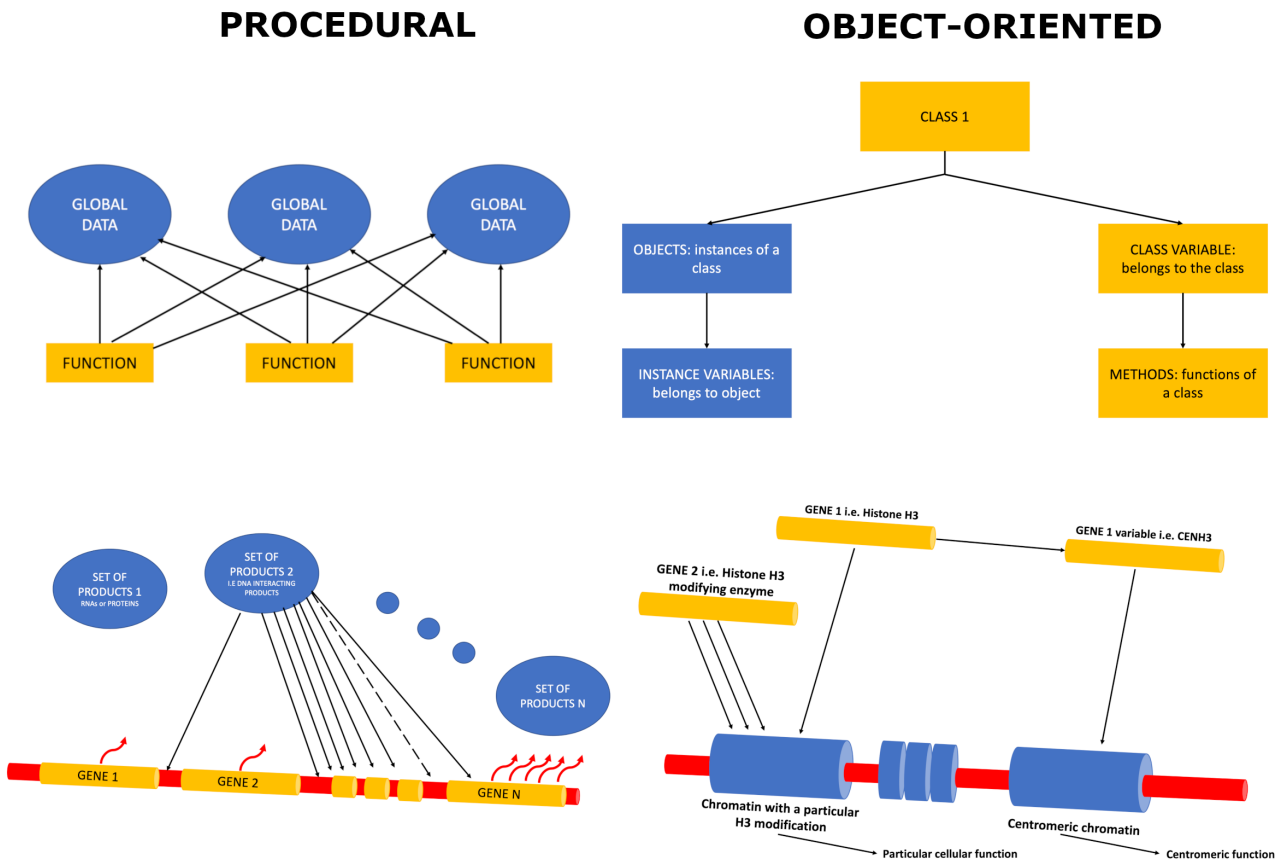 PROCEDURAL
OBJECT-ORIENTED
GLOBAL
DATA
GLOBAL
DATA
GLOBAL
DATA
FUNCTION
FUNCTION
FUNCTION
CLASS 1
OBJECTS: instances of a
class
CLASS VARIABLE:
belongs to the class
INSTANCE VARIABLES:
belongs to object
METHODS: functions of
a class
SET OF
PRODUCTS 1
RNAs or PROTEINS
SET OF
PRODUCTS 2
I.E DNA INTERACTING
PRODUCTS
SET OF
PRODUCTS N
GENE 1
GENE 2
GENE N
GENE 1 i.e. Histone H3
GENE 1 variable i.e. CENH3
GENE 2 i.e. Histone H3
modifying enzyme
Chromatin with a particular
H3 modification
Particular cellular function
Centromeric chromatin
Centromeric function